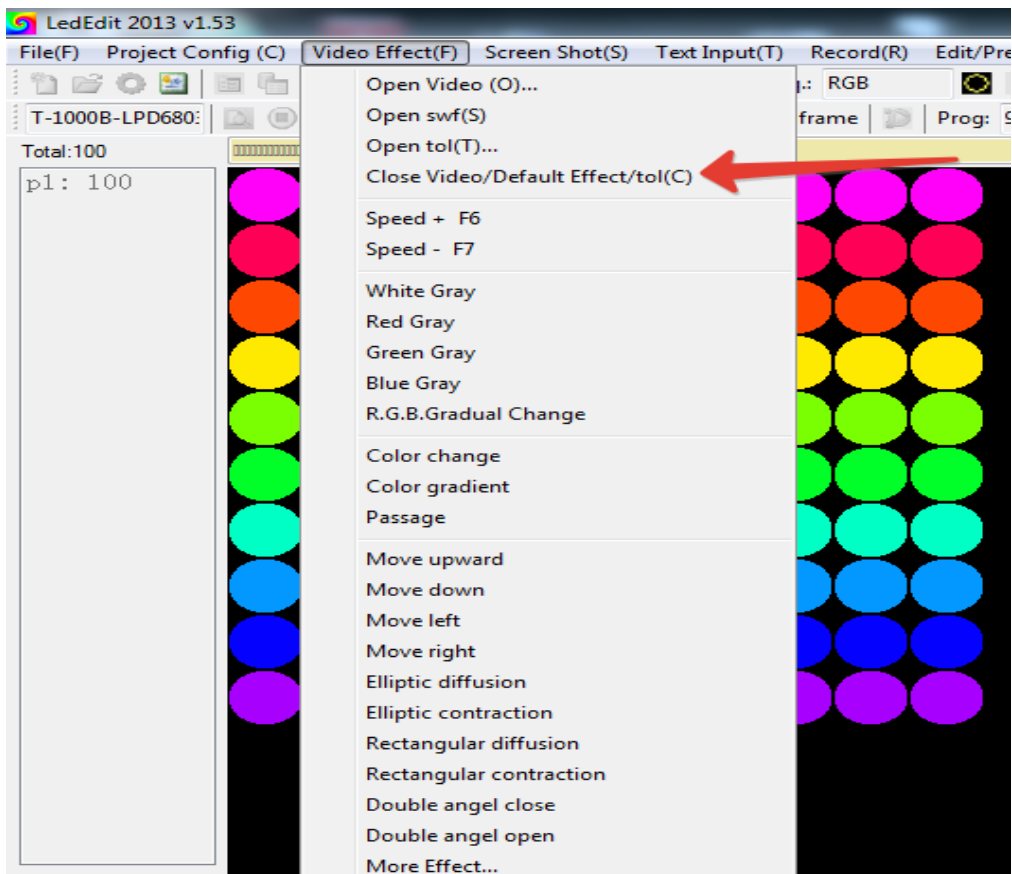 LedEdit 2013 v1.53
File(F) Project Config (C) Video Effect(F) Screen Shot(S) Text Input(T) Record(R) Edit/Pre
RGB
T-1000B-LPD680 frame Prog:
Total:100
p1: 100
Open Video (O)...
Open swf(S)
Open tol(T)...
Close Video/Default Effect/tol(C)
Speed + F6
Speed - F7
White Gray
Red Gray
Green Gray
Blue Gray
R.G.B.Gradual Change
Color change
Color gradient
Passage
Move upward
Move down
Move left
Move right
Elliptic diffusion
Elliptic contraction
Rectangular diffusion
Rectangular contraction
Double angel close
Double angel open
More Effect...